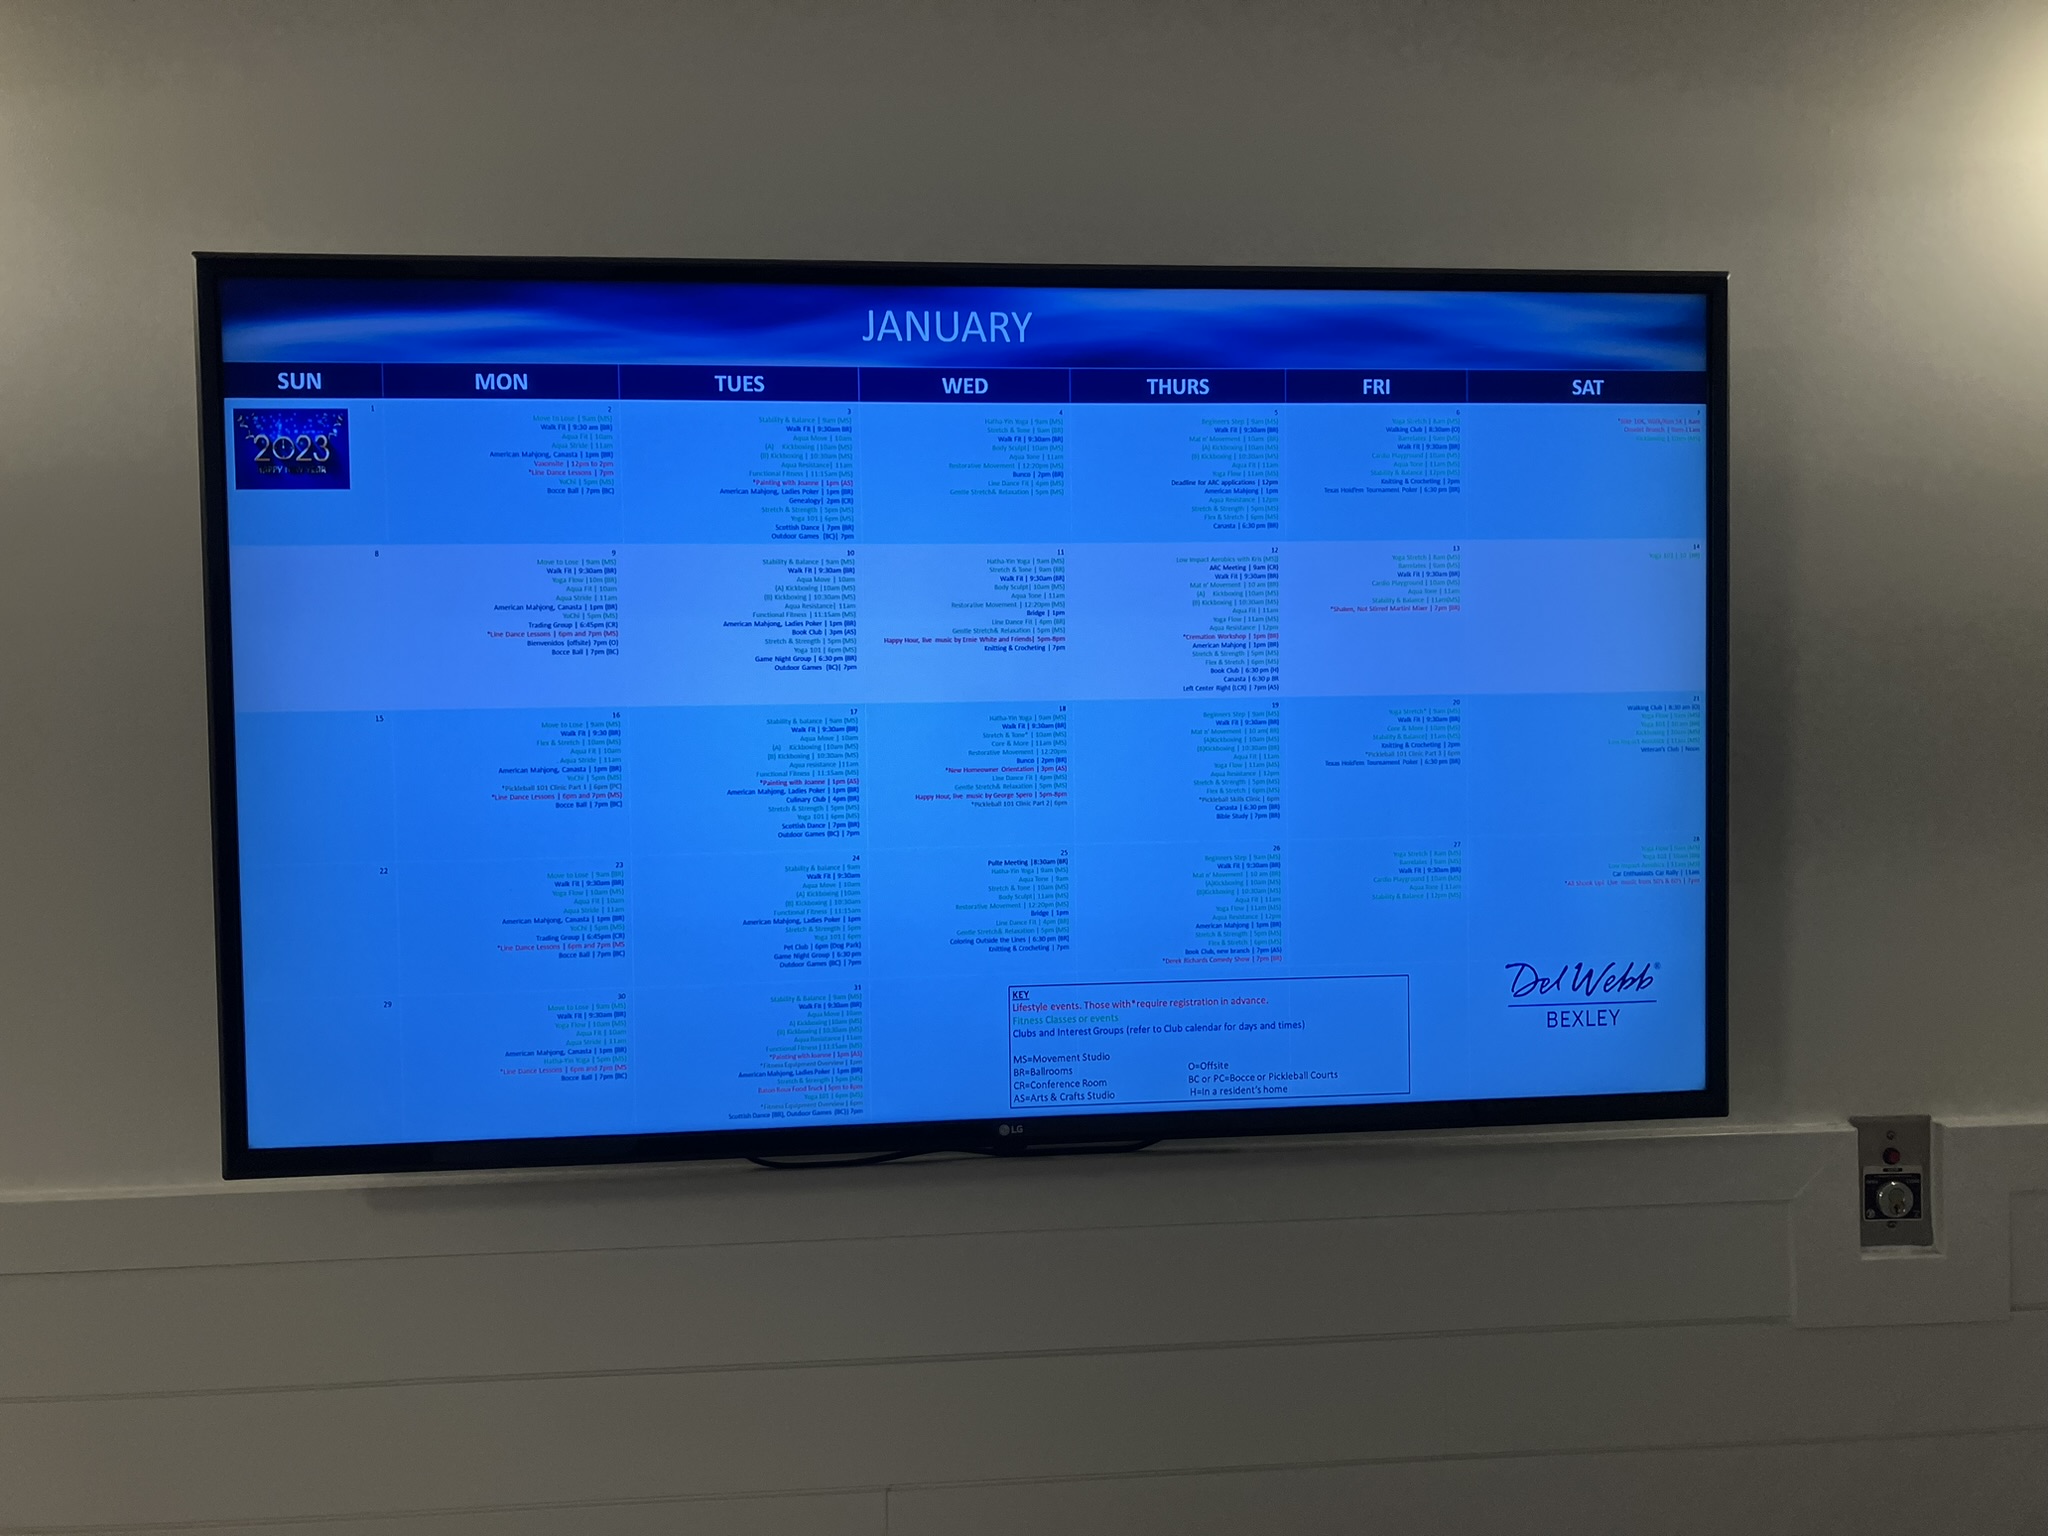 JANUARY
SUN MON TUES WED THURS FRI SAT
1
2023
HAPPY NEW YEAR
2
Move to Lose | 9am (MS)
Walk Fit | 9:30 am (BR)
Aqua Fit | 10am
Aqua Stride | 11am
American Mahjong, Canasta | 1pm (BR)
| 12pm to 2pm
*Line Dance Lessons | 7pm
YoChi | 5pm (MS)
Bocce Ball | 7pm (BC)
3
Stability & Balance | 9am (MS)
Walk Fit | 9:30am BR)
Aqua Move | 10am
(A) Kickboxing |10am (MS)
(B) Kickboxing | 10:30am (MS)
Aqua Resistance| 11am
Functional Fitness | 11:15am (MS)
*Painting with Joanne | 1pm (AS)
American Mahjong, Ladies Poker | 1pm (BR)
Genealogy| 2pm (CR)
Stretch & Strength | 5pm (MS)
Yoga 101 | 6pm (MS)
Scottish Dance | 7pm (BR)
Outdoor Games (BC)| 7pm
4
Hatha-Yin Yoga | 9am (MS)
Stretch & Tone | 9am (BR)
Walk Fit | 9:30am (BR)
Body Sculpt| 10am (MS)
Aqua Tone | 11am
Restorative Movement | 12:20pm (MS)
Bunco | 2pm (BR)
Line Dance Fit | 4pm (MS)
Gentle Stretch& Relaxation | 5pm (MS)
5
Beginners Step | 9am (MS)
Walk Fit | 9:30am (BR)
Mat n' Movement | 10am (BR)
(A) Kickboxing | 10am (MS)
(B) Kickboxing | 10:30am (MS)
Aqua Fit | 11am
Yoga Flow | 11am (MS)
Deadline for ARC applications | 12pm
American Mahjong | 1pm
Aqua Resistance | 12pm
Stretch & Strength | 5pm (MS)
Flex & Stretch | 6pm (MS)
Canasta | 6:30 pm (BR)
6
Yoga Stretch | 8am (MS)
Walking Club | 8:30am (O)
Barrelates | 9am (MS)
Walk Fit | 9:30am (BR)
Cardio Playground | 10am (MS)
Aqua Tone | 11am (MS)
Stability & Balance | 12pm (MS)
Knitting & Crocheting | 2pm
Texas Hold'em Tournament Poker | 6:30 pm (BR)
7
8
9
Move to Lose | 9am (MS)
Walk Fit | 9:30am (BR)
Yoga Flow | 10m (BR)
Aqua Fit | 10am
Aqua Stride | 11am
American Mahjong, Canasta | 1pm (BR)
YoChi | 5pm (MS)
Trading Group | 6:45pm (CR)
*Line Dance Lessons | 6pm and 7pm (MS)
Bienvenidos (offsite) 7pm (O)
Bocce Ball | 7pm (BC)
10
Stability & Balance | 9am (MS)
Walk Fit | 9:30am (BR)
Aqua Move | 10am
(A) Kickboxing |10am (MS)
(B) Kickboxing | 10:30am (MS)
Aqua Resistance| 11am
Functional Fitness | 11:15am (MS)
American Mahjong, Ladies Poker | 1pm (BR)
Book Club | 3pm (AS)
Stretch & Strength | 5pm (MS)
Yoga 101 | 6pm (MS)
Game Night Group | 6:30 pm (BR)
Outdoor Games (BC)| 7pm
11
Hatha-Yin Yoga | 9am (MS)
Stretch & Tone | 9am (BR)
Walk Fit | 9:30am (BR)
Body Sculpt| 10am (MS)
Aqua Tone | 11am
Restorative Movement | 12:20pm (MS)
Bridge | 1pm
Line Dance Fit | 4pm (BR)
Gentle Stretch& Relaxation | 5pm (MS)
Happy Hour, live music by Ernie White and Friends| 5pm-8pm
Knitting & Crocheting | 7pm
12
Low Impact Aerobics with Kris (MS)
ARC Meeting | 9am (CR)
Walk Fit | 9:30am (BR)
Mat n' Movement | 10 am (BR)
(A) Kickboxing |10am (MS)
(B) Kickboxing | 10:30am (MS)
Aqua Fit | 11am
Yoga Flow | 11am (MS)
Aqua Resistance | 12pm
*Cremation Workshop | 1pm (BR)
American Mahjong | 1pm (BR)
Stretch & Strength | 5pm (MS)
Flex & Stretch | 6pm (MS)
Book Club | 6:30 pm (H)
Canasta | 6:30 p BR
Left Center Right (LCR) | 7pm (AS)
13
Yoga Stretch | 8am (MS)
Barrelates | 9am (MS)
Walk Fit | 9:30am (BR)
Cardio Playground | 10am (MS)
Aqua Tone | 11am
Stability & Balance | 11am (MS)
*Shaken, Not Stirred Martini Mixer | 7pm (BR)
14
15
16
Move to Lose | 9am (MS)
Walk Fit | 9:30 (BR)
Flex & Stretch | 10am (MS)
Aqua Fit | 10am
Aqua Stride | 11am
American Mahjong, Canasta | 1pm (BR)
YoChi | 5pm (MS)
*Pickleball 101 Clinic Part 1 | 6pm (PC)
*Line Dance Lessons | 6pm and 7pm (MS)
Bocce Ball | 7pm (BC)
17
Stability & balance | 9am (MS)
Walk Fit | 9:30am (BR)
Aqua Move | 10am
(A) Kickboxing |10am (MS)
(B) Kickboxing | 10:30am (MS)
Aqua resistance |11am
Functional Fitness | 11:15am (MS)
*Painting with Joanne | 1pm (AS)
American Mahjong, Ladies Poker | 1pm (BR)
Culinary Club | 4pm (BR)
Stretch & Strength | 5pm (MS)
Yoga 101 | 6pm (MS)
Scottish Dance | 7pm (BR)
Outdoor Games (BC) | 7pm
18
Hatha-Yin Yoga | 9am (MS)
Walk Fit | 9:30am (BR)
Stretch & Tone* | 10am (MS)
Core & More | 11am (MS)
Restorative Movement | 12:20pm
Bunco | 2pm (BR)
*New Homeowner Orientation | 3pm (AS)
Line Dance Fit | 4pm (MS)
Gentle Stretch& Relaxation | 5pm (MS)
Happy Hour, live music by George Spero | 5pm-8pm
*Pickleball 101 Clinic Part 2| 6pm
19
Beginners Step | 9am (MS)
Walk Fit | 9:30am (BR)
Mat n' Movement | 10 am( BR)
(A)Kickboxing | 10am (MS)
(B)Kickboxing | 10:30am (MS)
Aqua Fit | 11am
Yoga Flow | 11am (MS)
Aqua Resistance | 12pm
Stretch & Strength | 5pm (MS)
Flex & Stretch | 6pm (MS)
*Pickleball Skills Clinic | 6pm
Canasta | 6:30 pm (BR)
Bible Study | 7pm (BR)
20
Yoga Stretch* | 9am (MS)
Walk Fit | 9:30am (BR)
Core & More | 10am (MS)
Stability & Balance| 11am (MS)
Knitting & Crocheting | 2pm
*Pickleball 101 Clinic Part 3 | 6pm
Texas Hold'em Tournament Poker | 6:30 pm (BR)
21
Walking Club | 8:30 am (O)
Veteran's Club | Noon
22
23
Move to Lose | 9am (BR)
Walk Fit | 9:30am (BR)
Yoga Flow | 10am (MS)
Aqua Fit | 10am
Aqua Stride | 11am
American Mahjong, Canasta | 1pm (BR)
YoChi | 5pm (MS)
Trading Group | 6:45pm (CR)
*Line Dance Lessons | 6pm and 7pm (MS
Bocce Ball | 7pm (BC)
24
Stability & Balance | 9am
Walk Fit | 9:30am
Aqua Move | 10am
(A) Kickboxing | 10am
(B) Kickboxing | 10:30am
Functional Fitness | 11:15am
American Mahjong, Ladies Poker | 1pm
Stretch & Strength | 5pm
Yoga 101 | 6pm
Pet Club | 6pm (Dog Park)
Game Night Group | 6:30 pm
Outdoor Games (BC) | 7pm
25
Pulte Meeting |8:30am (BR)
Hatha-Yin Yoga | 9am (MS)
Aqua Tone | 9am
Stretch & Tone | 10am (MS)
Body Sculpt | 11am (MS)
Restorative Movement | 12:20pm (MS)
Bridge | 1pm
Line Dance Fit | 4pm (BR)
Gentle Stretch& Relaxation | 5pm (MS)
Coloring Outside the Lines | 6:30 pm (BR)
Knitting & Crocheting | 7pm
26
Beginners Step | 9am (MS)
Walk Fit | 9:30am (BR)
Mat n' Movement | 10 am (BR)
(A)Kickboxing | 10am (MS)
(B)Kickboxing | 10:30am (MS)
Aqua Fit | 11am
Yoga Flow | 11am (MS)
Aqua Resistance | 12pm
American Mahjong | 1pm (BR)
Stretch & Strength | 5pm (MS)
Flex & Stretch | 6pm (MS)
Book Club, new branch | 7pm (AS)
*Derek Richards Comedy Show | 7pm (BR)
27
Yoga Stretch | 8am (MS)
Barrelates | 9am (MS)
Walk Fit | 9:30am (BR)
Cardio Playground | 10am (MS)
Aqua Tone | 11am
Stability & Balance | 12pm (MS)
28
Car Enthusiasts Car Rally | 11am
29
30
Move to Lose | 9am (MS)
Walk Fit | 9:30am (BR)
Yoga Flow | 10am (MS)
Aqua Fit | 10am
Aqua Stride | 11am
American Mahjong, Canasta | 1pm (BR)
Hatha-Yin Yoga | 5pm (MS)
*Line Dance Lessons | 6pm and 7pm (MS
Bocce Ball | 7pm (BC)
31
Stability & Balance | 9am (MS)
Walk Fit | 9:30am (BR)
Aqua Move | 10am
A) Kickboxing |10am (MS)
(B) Kickboxing | 10:30am (MS)
Aqua Resistance | 11am
Functional Fitness | 11:15am (MS)
*Painting with Joanne | 1pm (AS)
*Fitness Equipment Overview |
American Mahjong, Ladies Poker | 1pm (BR)
Stretch & Strength | 5pm (MS)
Food Truck | 5pm to 8pm
Yoga 101 | 6pm (MS)
*Fitness Equipment Overview | 6pm
Scottish Dance (BR), Outdoor Games (BC)| 7pm
KEY
Lifestyle events. Those with*require registration in advance.
Fitness Classes or events
Clubs and Interest Groups (refer to Club calendar for days and times)
MS=Movement Studio
BR=Ballrooms
CR=Conference Room
AS=Arts & Crafts Studio
O=Offsite
BC or PC=Bocce or Pickleball Courts
H=In a resident's home
Del Webb®
BEXLEY
LG